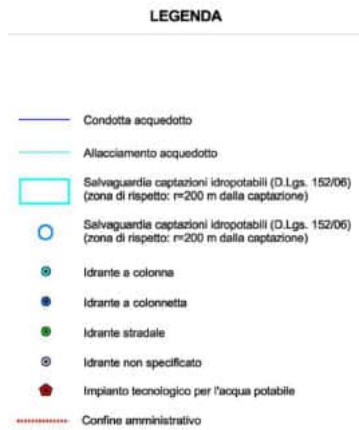 LEGENDA
Condotta acquedotto
Allacciamento acquedotto
Salvaguardia captazioni idropotabili (D.Lgs. 152/06)
(zona di rispetto: r=200 m dalla captazione)
Salvaguardia captazioni idropotabili (D.Lgs. 152/06)
(zona di rispetto: r=200 m dalla captazione)
Idrante a colonna
Idrante a colonnetta
Idrante stradale
Idrante non specificato
Impianto tecnologico per l'acqua potabile
Confine amministrativo